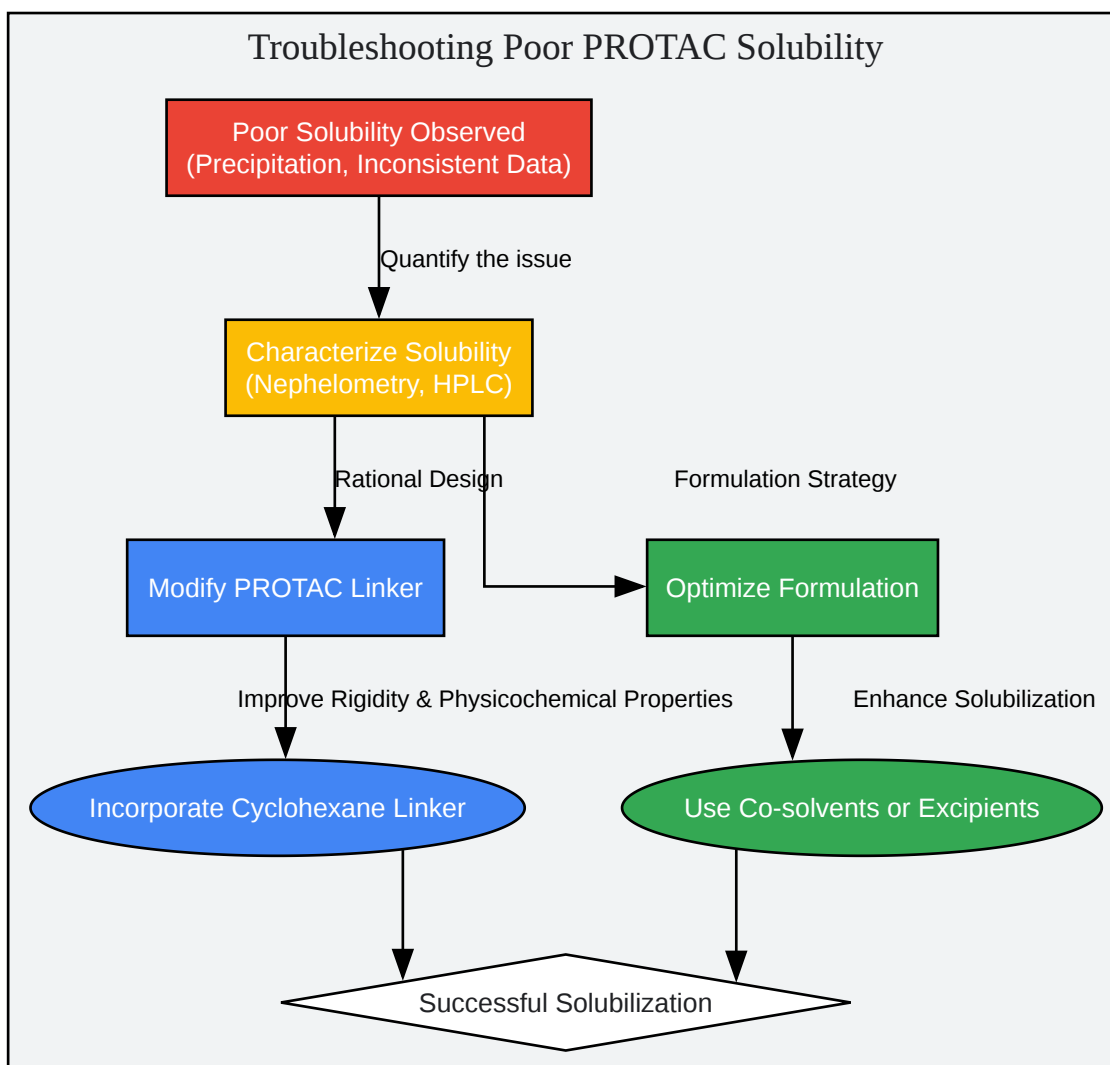 Troubleshooting Poor PROTAC Solubility
Poor Solubility Observed
(Precipitation, Inconsistent Data)
Quantify the issue
Characterize Solubility
(Nephelometry, HPLC)
Rational Design
Formulation Strategy
Modify PROTAC Linker
Optimize Formulation
Improve Rigidity & Physicochemical Properties
Enhance Solubilization
Incorporate Cyclohexane Linker
Use Co-solvents or Excipients
Successful Solubilization